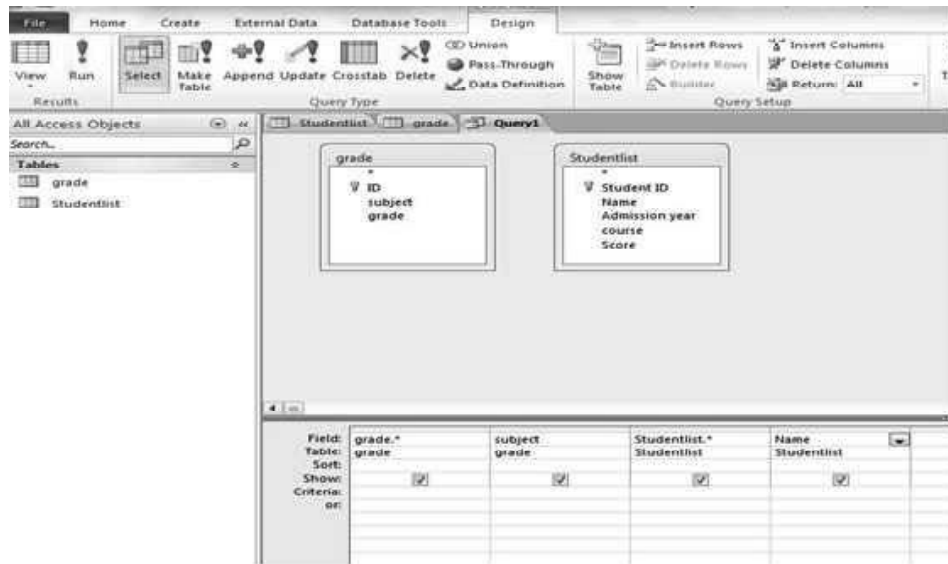 File Home Create External Data Database Tools Design
View Run Select Make Table Append Update Crosstab Delete
Union
Pass-Through
Data Definition
Show Table
Insert Rows
Delete Rows
Builder
Insert Columns
Delete Columns
Return: All
T
Results Query Type Query Setup
All Access Objects
Studentlist grade Query1
Search...
Tables
grade
Studentlist
grade
*
ID
subject
grade
Studentlist
*
Student ID
Name
Admission year
course
Score
Field: grade.* subject Studentlist.* Name
Table: grade grade Studentlist Studentlist
Sort:
Show:
Criteria:
or: